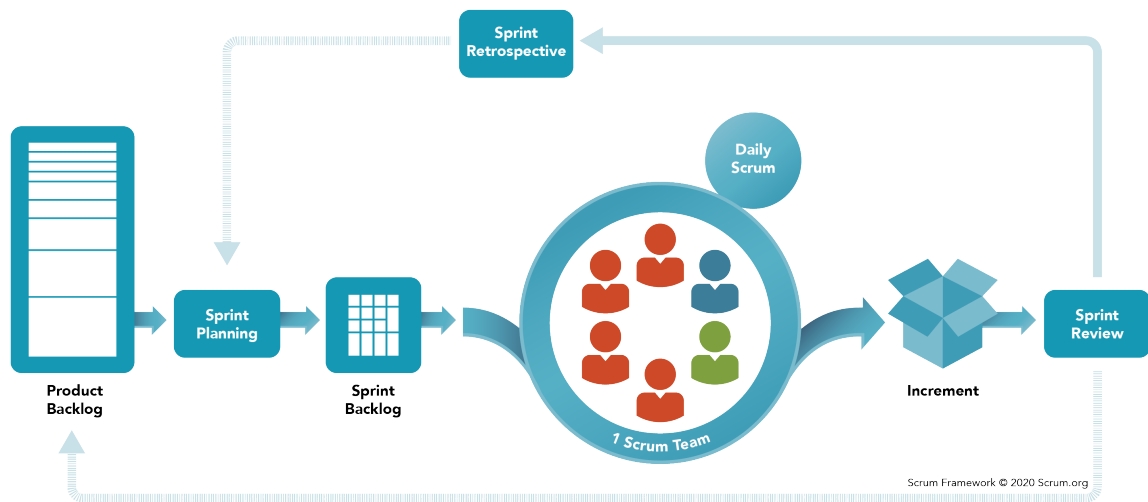 Sprint
Retrospective
Daily
Scrum
Sprint
Planning
Sprint
Review
Product
Backlog
Sprint
Backlog
Increment
1 Scrum Team
Scrum Framework © 2020 Scrum.org